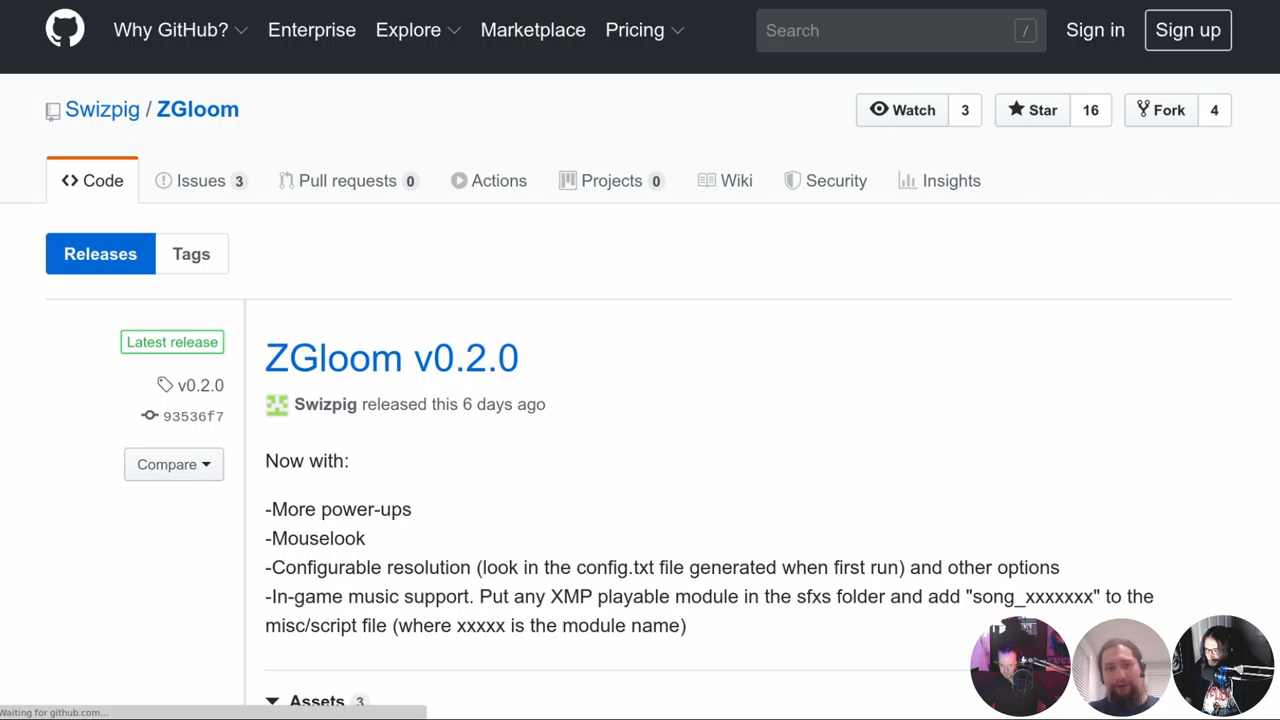 Why GitHub? Enterprise Explore Marketplace Pricing Search / Sign in Sign up
Swizpig / ZGloom Watch 3 Star 16 Fork 4
Code Issues 3 Pull requests 0 Actions Projects 0 Wiki Security Insights
Releases Tags
Latest release
v0.2.0
93536f7
Compare
ZGloom v0.2.0
Swizpig released this 6 days ago
Now with:
-More power-ups
-Mouselook
-Configurable resolution (look in the config.txt file generated when first run) and other options
-In-game music support. Put any XMP playable module in the sfxs folder and add "song_xxxxxxx" to the
misc/script file (where xxxxx is the module name)
Assets 3
Waiting for github.com...